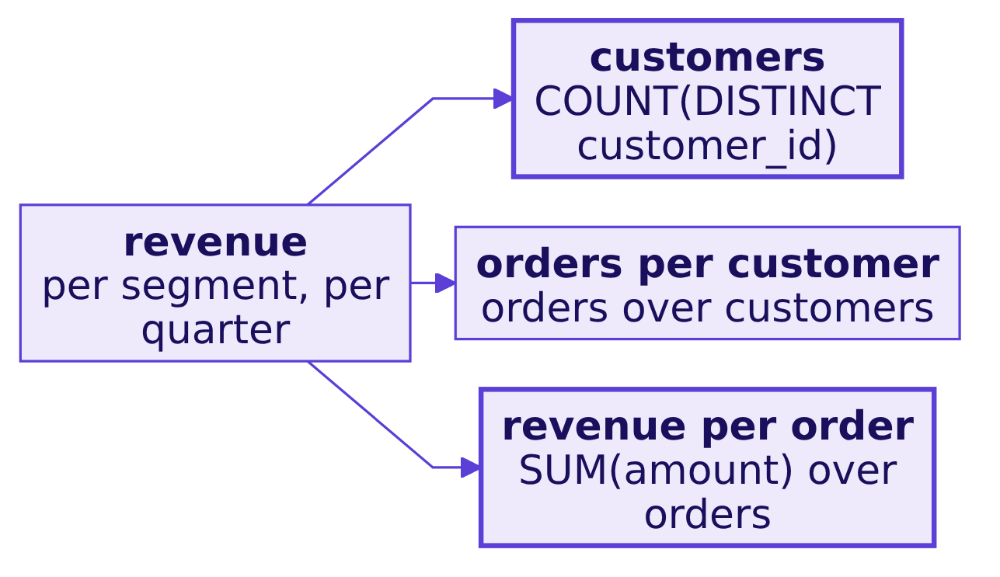 customers
COUNT(DISTINCT
customer_id)
revenue
per segment, per
quarter
orders per customer
orders over customers
revenue per order
SUM(amount) over
orders